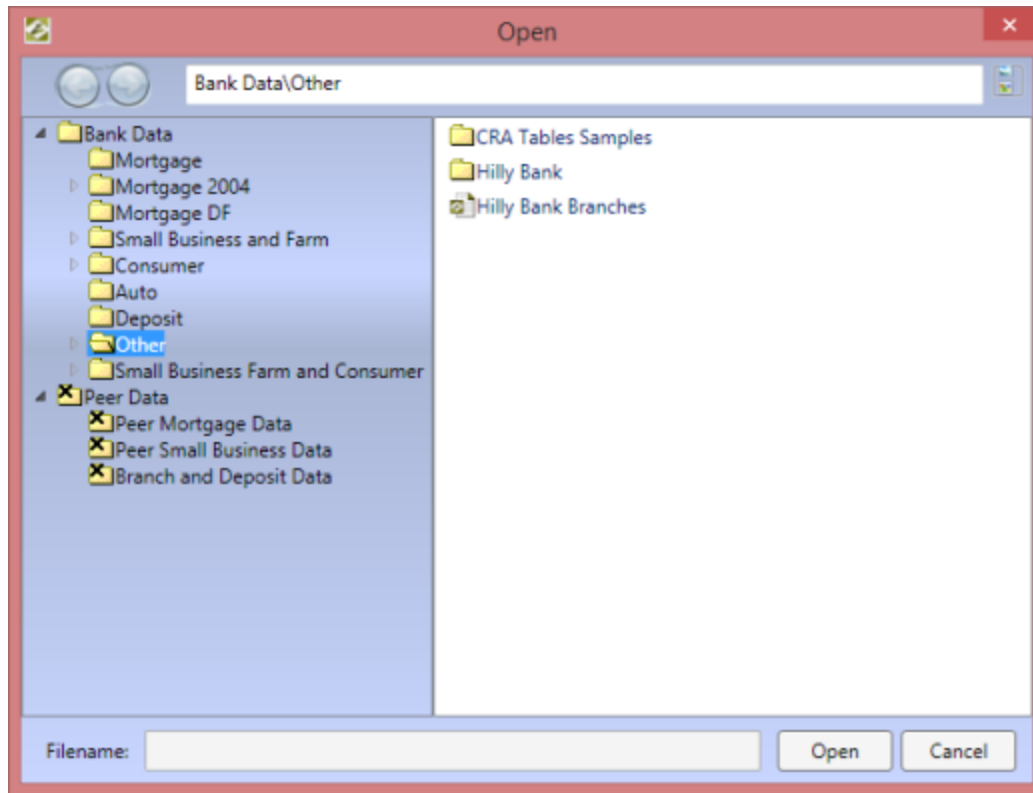 Open
Bank Data\Other
Bank Data
Mortgage
Mortgage 2004
Mortgage DF
Small Business and Farm
Consumer
Auto
Deposit
Other
Small Business Farm and Consumer
Peer Data
Peer Mortgage Data
Peer Small Business Data
Branch and Deposit Data
CRA Tables Samples
Hilly Bank
Hilly Bank Branches
Filename:
Open
Cancel